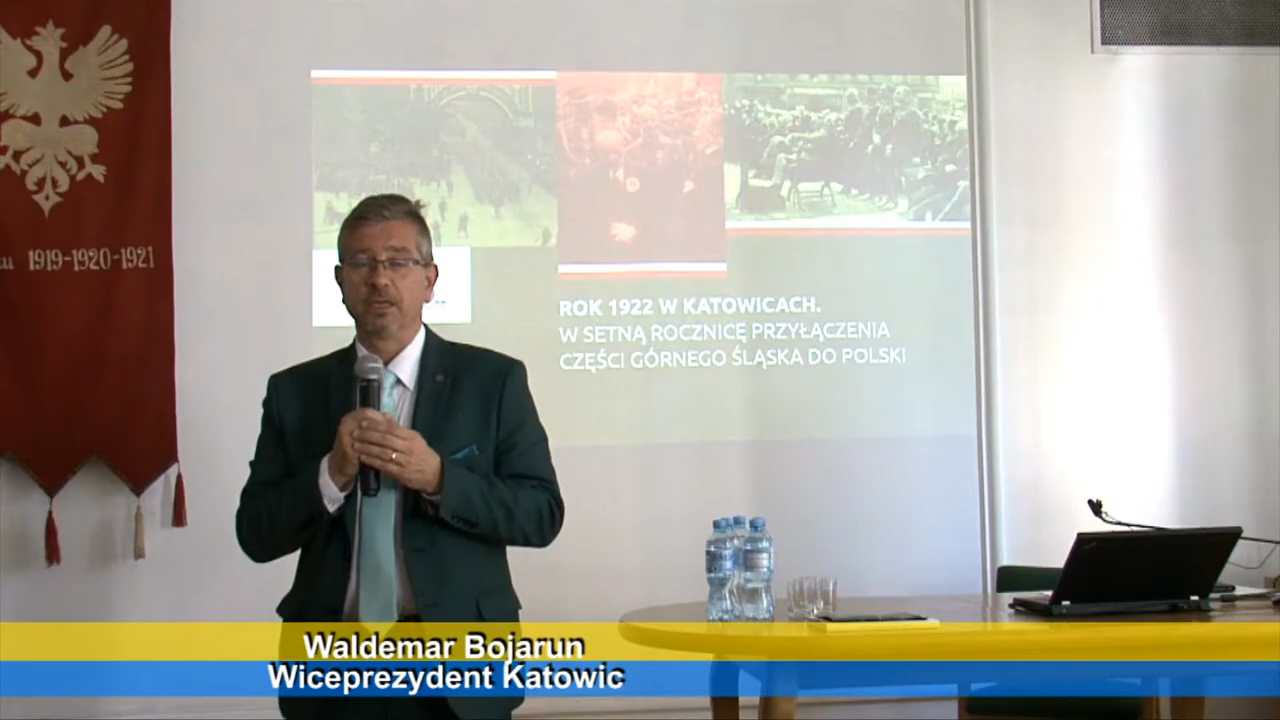 1919-1920-1921
ROK 1922 W KATOWICACH.
W SETNĄ ROCZNICĘ PRZYŁĄCZENIA
CZĘŚCI GÓRNEGO ŚLĄSKA DO POLSKI
Waldemar Bojarun
Wiceprezydent Katowic